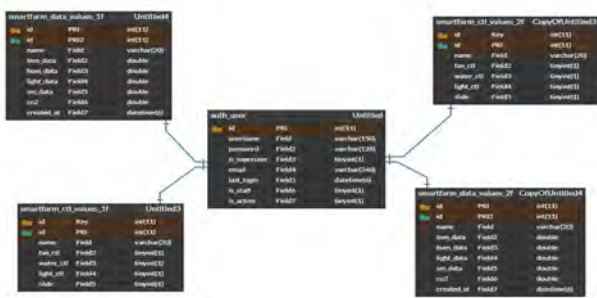 smartfarm_data_values_1f Untitled4
id PRI int(11)
id PRI2 int(11)
name Field varchar(20)
tem_data Field2 double
hum_data Field3 double
light_data Field4 double
sm_data Field5 double
co2 Field6 double
created_at Field7 datetime(6)
smartfarm_ctl_values_2f CopyOfUntitled3
id Key int(11)
id PRI int(11)
name Field varchar(20)
fan_ctl Field2 tinyint(1)
water_ctl Field3 tinyint(1)
light_ctl Field4 tinyint(1)
slide Field5 tinyint(1)
auth_user Untitled
id PRI int(11)
username Field varchar(150)
password Field2 varchar(128)
is_superuser Field3 tinyint(1)
email Field4 varchar(240)
last_login Field5 datetime(6)
is_staff Field6 tinyint(1)
is_active Field7 tinyint(1)
smartfarm_ctl_values_1f Untitled3
id Key int(11)
id PRI int(11)
name Field varchar(20)
fan_ctl Field2 tinyint(1)
water_ctl Field3 tinyint(1)
light_ctl Field4 tinyint(1)
slide Field5 tinyint(1)
smartfarm_data_values_2f CopyOfUntitled4
id PRI int(11)
id PRI2 int(11)
name Field varchar(20)
tem_data Field2 double
hum_data Field3 double
light_data Field4 double
sm_data Field5 double
co2 Field6 double
created_at Field7 datetime(6)